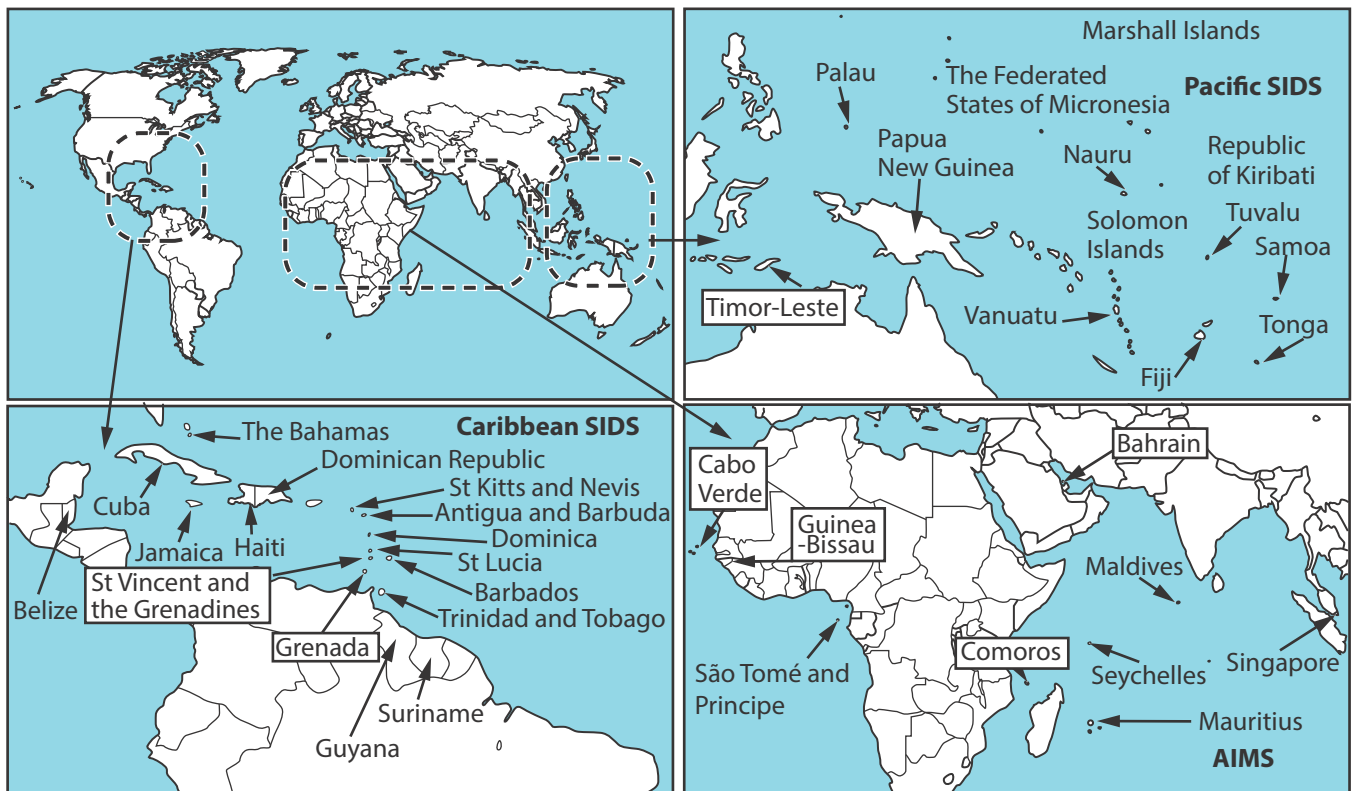 Marshall Islands
Palau
The Federated
States of Micronesia
Pacific SIDS
Papua
New Guinea
Nauru
Republic
of Kiribati
Solomon
Islands
Tuvalu
Samoa
Timor-Leste
Vanuatu
Tonga
Fiji
The Bahamas
Caribbean SIDS
Dominican Republic
Cuba
St Kitts and Nevis
Antigua and Barbuda
Jamaica
Haiti
Dominica
St Lucia
St Vincent and
the Grenadines
Belize
Barbados
Trinidad and Tobago
Grenada
Suriname
Guyana
Bahrain
Cabo
Verde
Guinea
-Bissau
Maldives
Comoros
São Tomé and
Principe
Seychelles
Singapore
Mauritius
AIMS